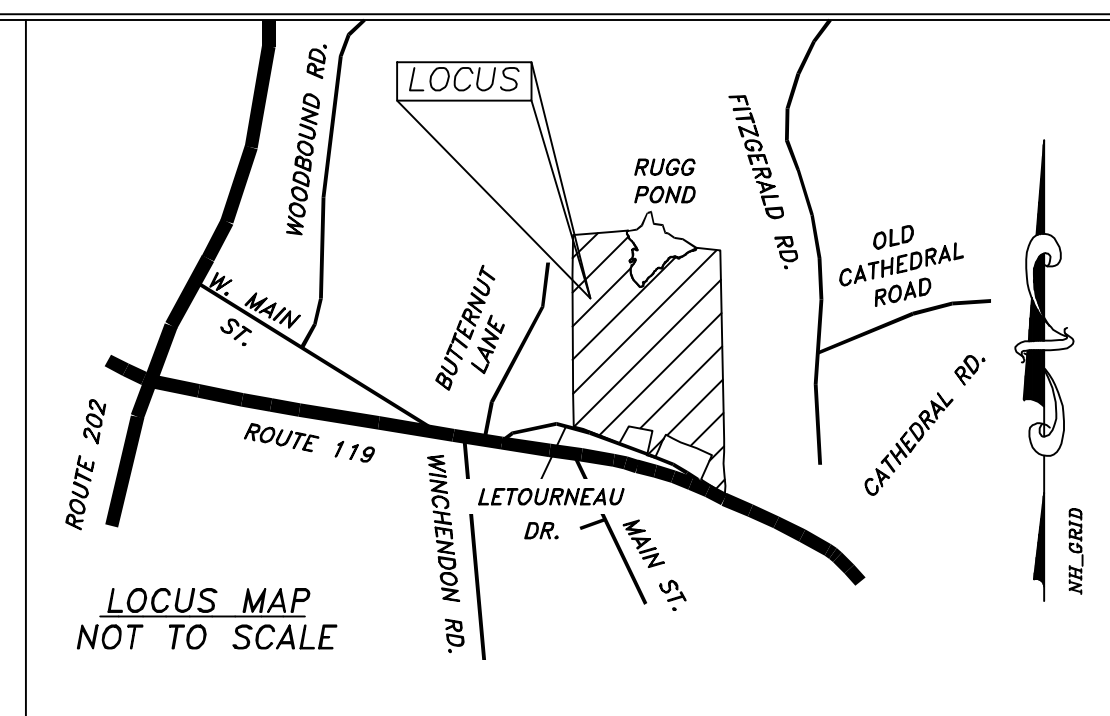 WOODBOUND RD.
LOCUS
RUGG
POND
FITZGERALD RD.
OLD
CATHEDRAL
ROAD
W. MAIN
ST.
BUTTERNUT
LANE
CATHEDRAL RD.
ROUTE 202
ROUTE 119
WINCHENDON RD.
LETOURNEAU
DR.
MAIN ST.
NH_GRID
LOCUS MAP
NOT TO SCALE